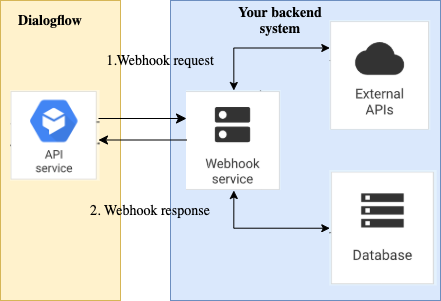 Dialogflow
Your backend
system
1.Webhook request
External
APIs
API
service
Webhook
service
2. Webhook response
Database